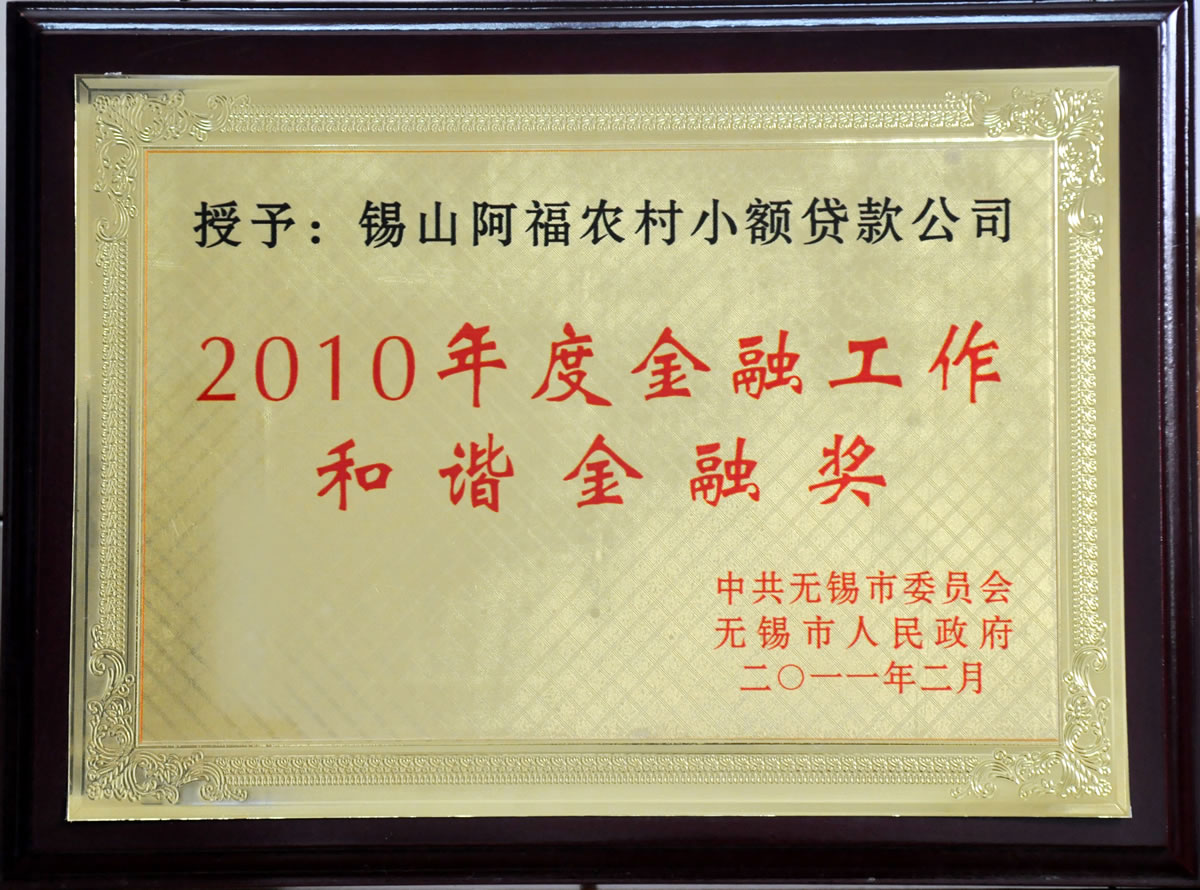 授予：锡山阿福农村小额贷款公司
2010年度金融工作
和谐金融奖
中共无锡市委员会
无锡市人民政府
二〇一一年二月